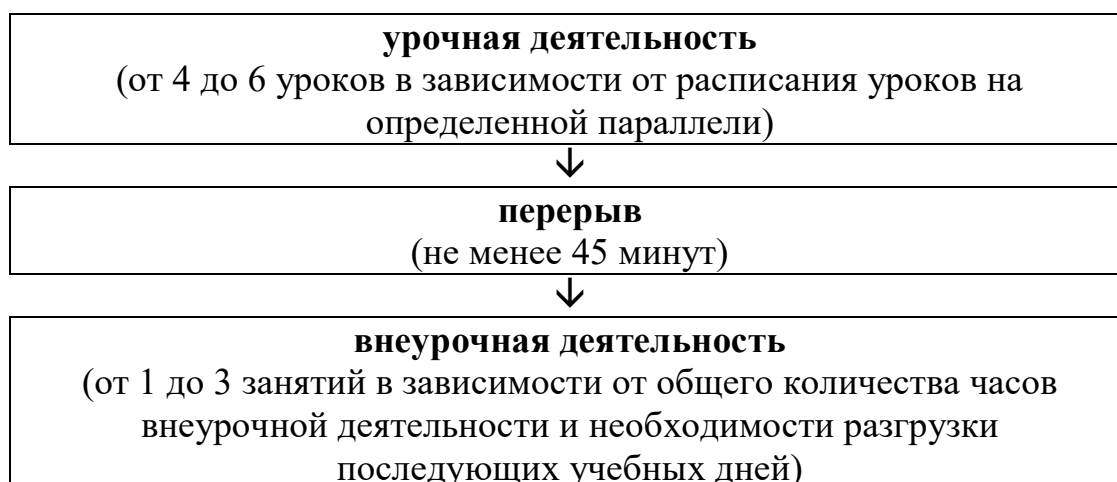 урочная деятельность
(от 4 до 6 уроков в зависимости от расписания уроков на
определенной параллели)
↓
перерыв
(не менее 45 минут)
↓
внеурочная деятельность
(от 1 до 3 занятий в зависимости от общего количества часов
внеурочной деятельности и необходимости разгрузки
последующих учебных дней)